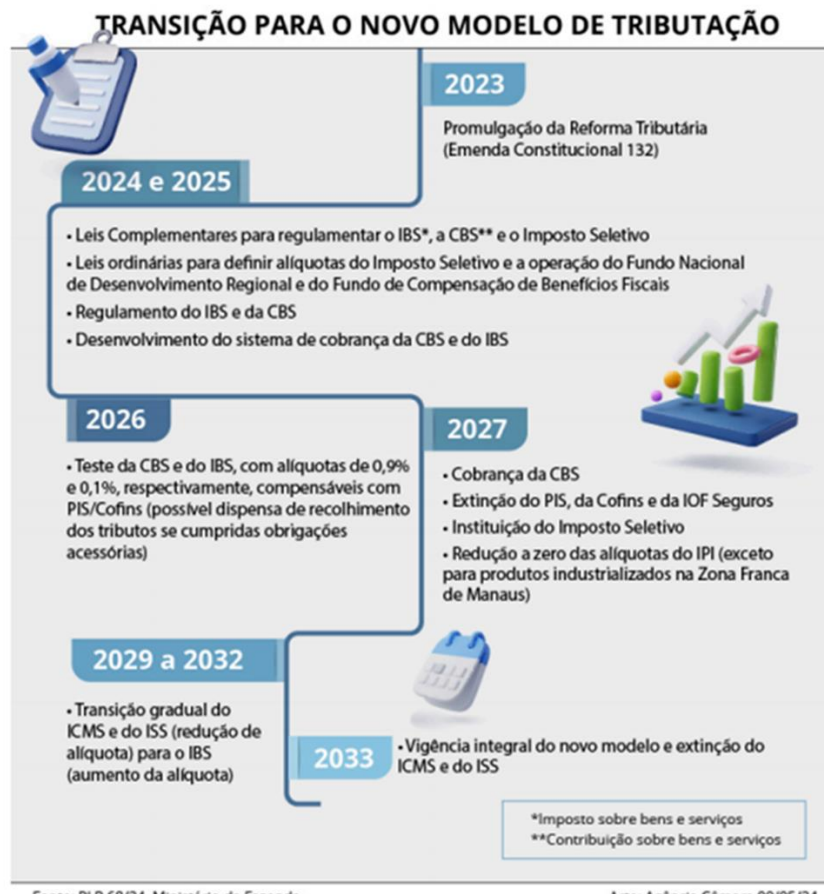 TRANSIÇÃO PARA O NOVO MODELO DE TRIBUTAÇÃO
2023
Promulgação da Reforma Tributária
(Emenda Constitucional 132)
2024 e 2025
• Leis Complementares para regulamentar o IBS*, a CBS** e o Imposto Seletivo
• Leis ordinárias para definir alíquotas do Imposto Seletivo e a operação do Fundo Nacional
de Desenvolvimento Regional e do Fundo de Compensação de Benefícios Fiscais
• Regulamento do IBS e da CBS
• Desenvolvimento do sistema de cobrança da CBS e do IBS
2026
• Teste da CBS e do IBS, com alíquotas de 0,9%
e 0,1%, respectivamente, compensáveis com
PIS/Cofins (possível dispensa de recolhimento
dos tributos se cumpridas obrigações
acessórias)
2027
• Cobrança da CBS
• Extinção do PIS, da Cofins e da IOF Seguros
• Instituição do Imposto Seletivo
• Redução a zero das alíquotas do IPI (exceto
para produtos industrializados na Zona Franca
de Manaus)
2029 a 2032
• Transição gradual do
ICMS e do ISS (redução de
alíquota) para o IBS
(aumento da alíquota)
2033
• Vigência integral do novo modelo e extinção do
ICMS e do ISS
*Imposto sobre bens e serviços
**Contribuição sobre bens e serviços